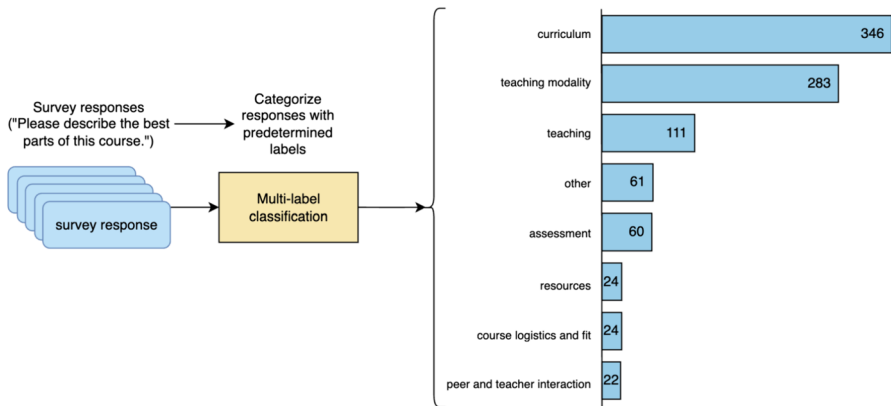 Survey responses
("Please describe the best
parts of this course.")
Categorize
responses with
predetermined
labels
survey response
Multi-label
classification
curriculum
346
teaching modality
283
teaching
111
other
61
assessment
60
resources
24
course logistics and fit
24
peer and teacher interaction
22